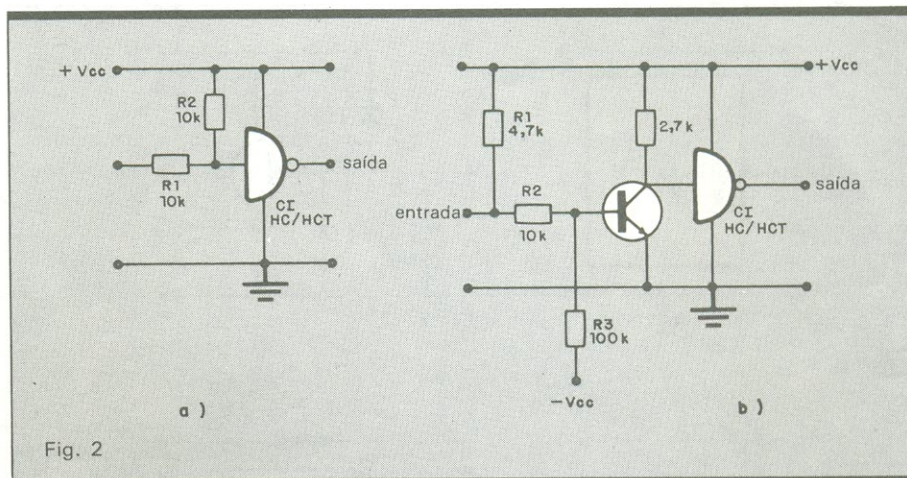 + Vcc
R2
10k
R1
10k
saída
CI
HC/HCT
a )
+Vcc
R1
4,7k
2,7k
entrada
R2
10k
saída
CI
HC/HCT
R3
100k
−Vcc
b )
Fig. 2